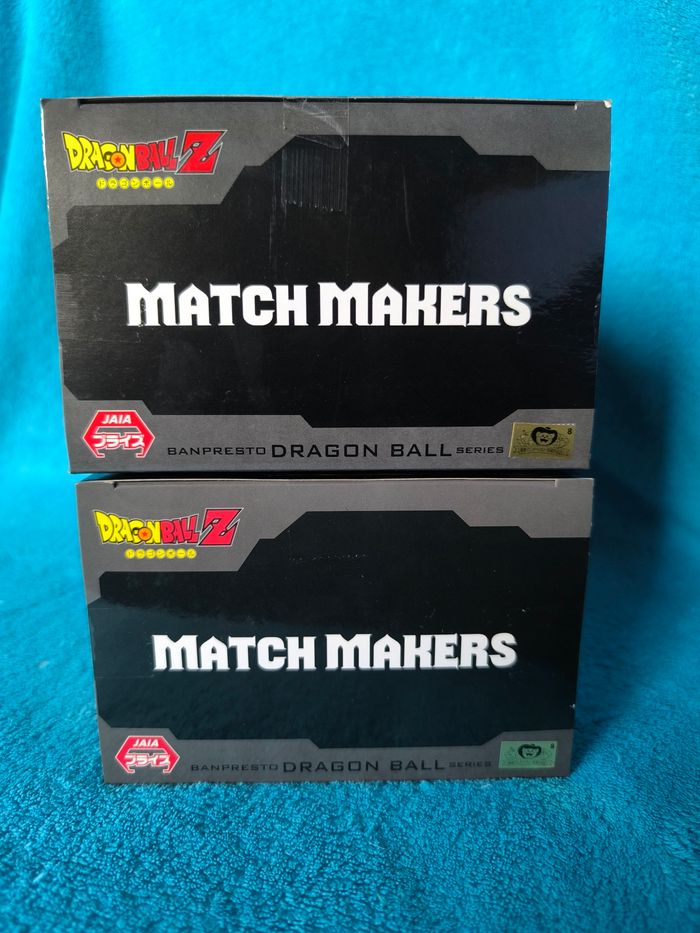 DRAGON BALL Z
ドラゴンボール
MATCH MAKERS
JAIA
プライズ
BANPRESTO DRAGON BALL SERIES
8
DRAGON BALL Z
ドラゴンボール
MATCH MAKERS
JAIA
プライズ
BANPRESTO DRAGON BALL SERIES
8